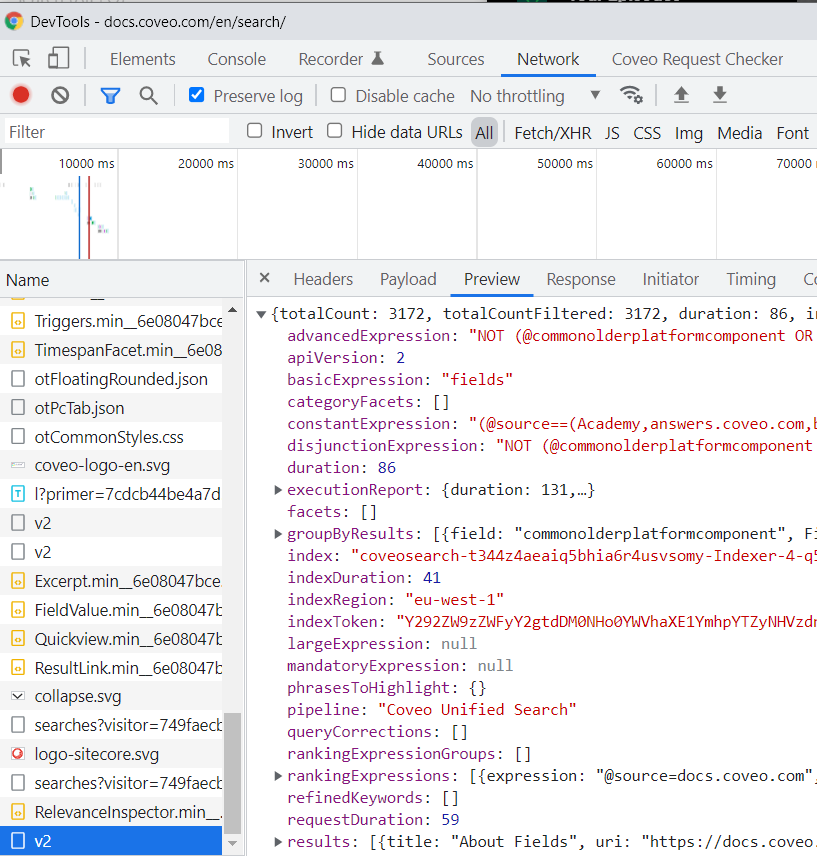 DevTools - docs.coveo.com/en/search/
Elements Console Recorder Sources Network Coveo Request Checker
Preserve log Disable cache No throttling
Filter Invert Hide data URLs All Fetch/XHR JS CSS Img Media Font
10000 ms 20000 ms 30000 ms 40000 ms 50000 ms 60000 ms 70000
Name
Triggers.min__6e08047bce
TimespanFacet.min__6e08
otFloatingRounded.json
otPcTab.json
otCommonStyles.css
coveo-logo-en.svg
l?primer=7cdcb44be4a7d
v2
v2
Excerpt.min__6e08047bce
FieldValue.min__6e08047b
Quickview.min__6e08047b
ResultLink.min__6e08047b
collapse.svg
searches?visitor=749faecb
logo-sitecore.svg
searches?visitor=749faecb
RelevanceInspector.min__.
v2
Headers Payload Preview Response Initiator Timing Co
{totalCount: 3172, totalCountFiltered: 3172, duration: 86, in
advancedExpression: "NOT (@commonolderplatformcomponent OR
apiVersion: 2
basicExpression: "fields"
categoryFacets: []
constantExpression: "(@source==(Academy,answers.coveo.com,b
disjunctionExpression: "NOT (@commonolderplatformcomponent
duration: 86
executionReport: {duration: 131,…}
facets: []
groupByResults: [{field: "commonolderplatformcomponent", Fi
index: "coveosearch-t344z4aeaiq5bhia6r4usvsomy-Indexer-4-q5
indexDuration: 41
indexRegion: "eu-west-1"
indexToken: "Y292ZW9zZWFyY2gtdDM0NHo0YWVhaXE1YmhpYTZyNHVzdn
largeExpression: null
mandatoryExpression: null
phrasesToHighlight: {}
pipeline: "Coveo Unified Search"
queryCorrections: []
rankingExpressionGroups: []
rankingExpressions: [{expression: "@source=docs.coveo.com",
refinedKeywords: []
requestDuration: 59
results: [{title: "About Fields", uri: "https://docs.coveo.